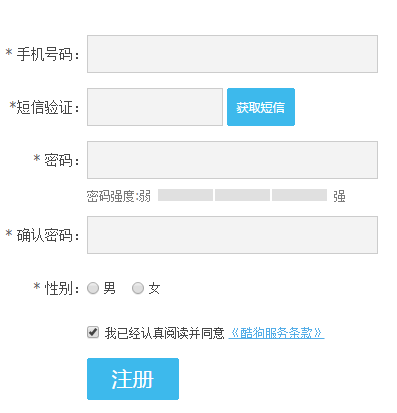 * 手机号码：
*短信验证： 获取短信
* 密码：
密码强度:弱 强
* 确认密码：
* 性别： 男 女
我已经认真阅读并同意 《酷狗服务条款》
注册